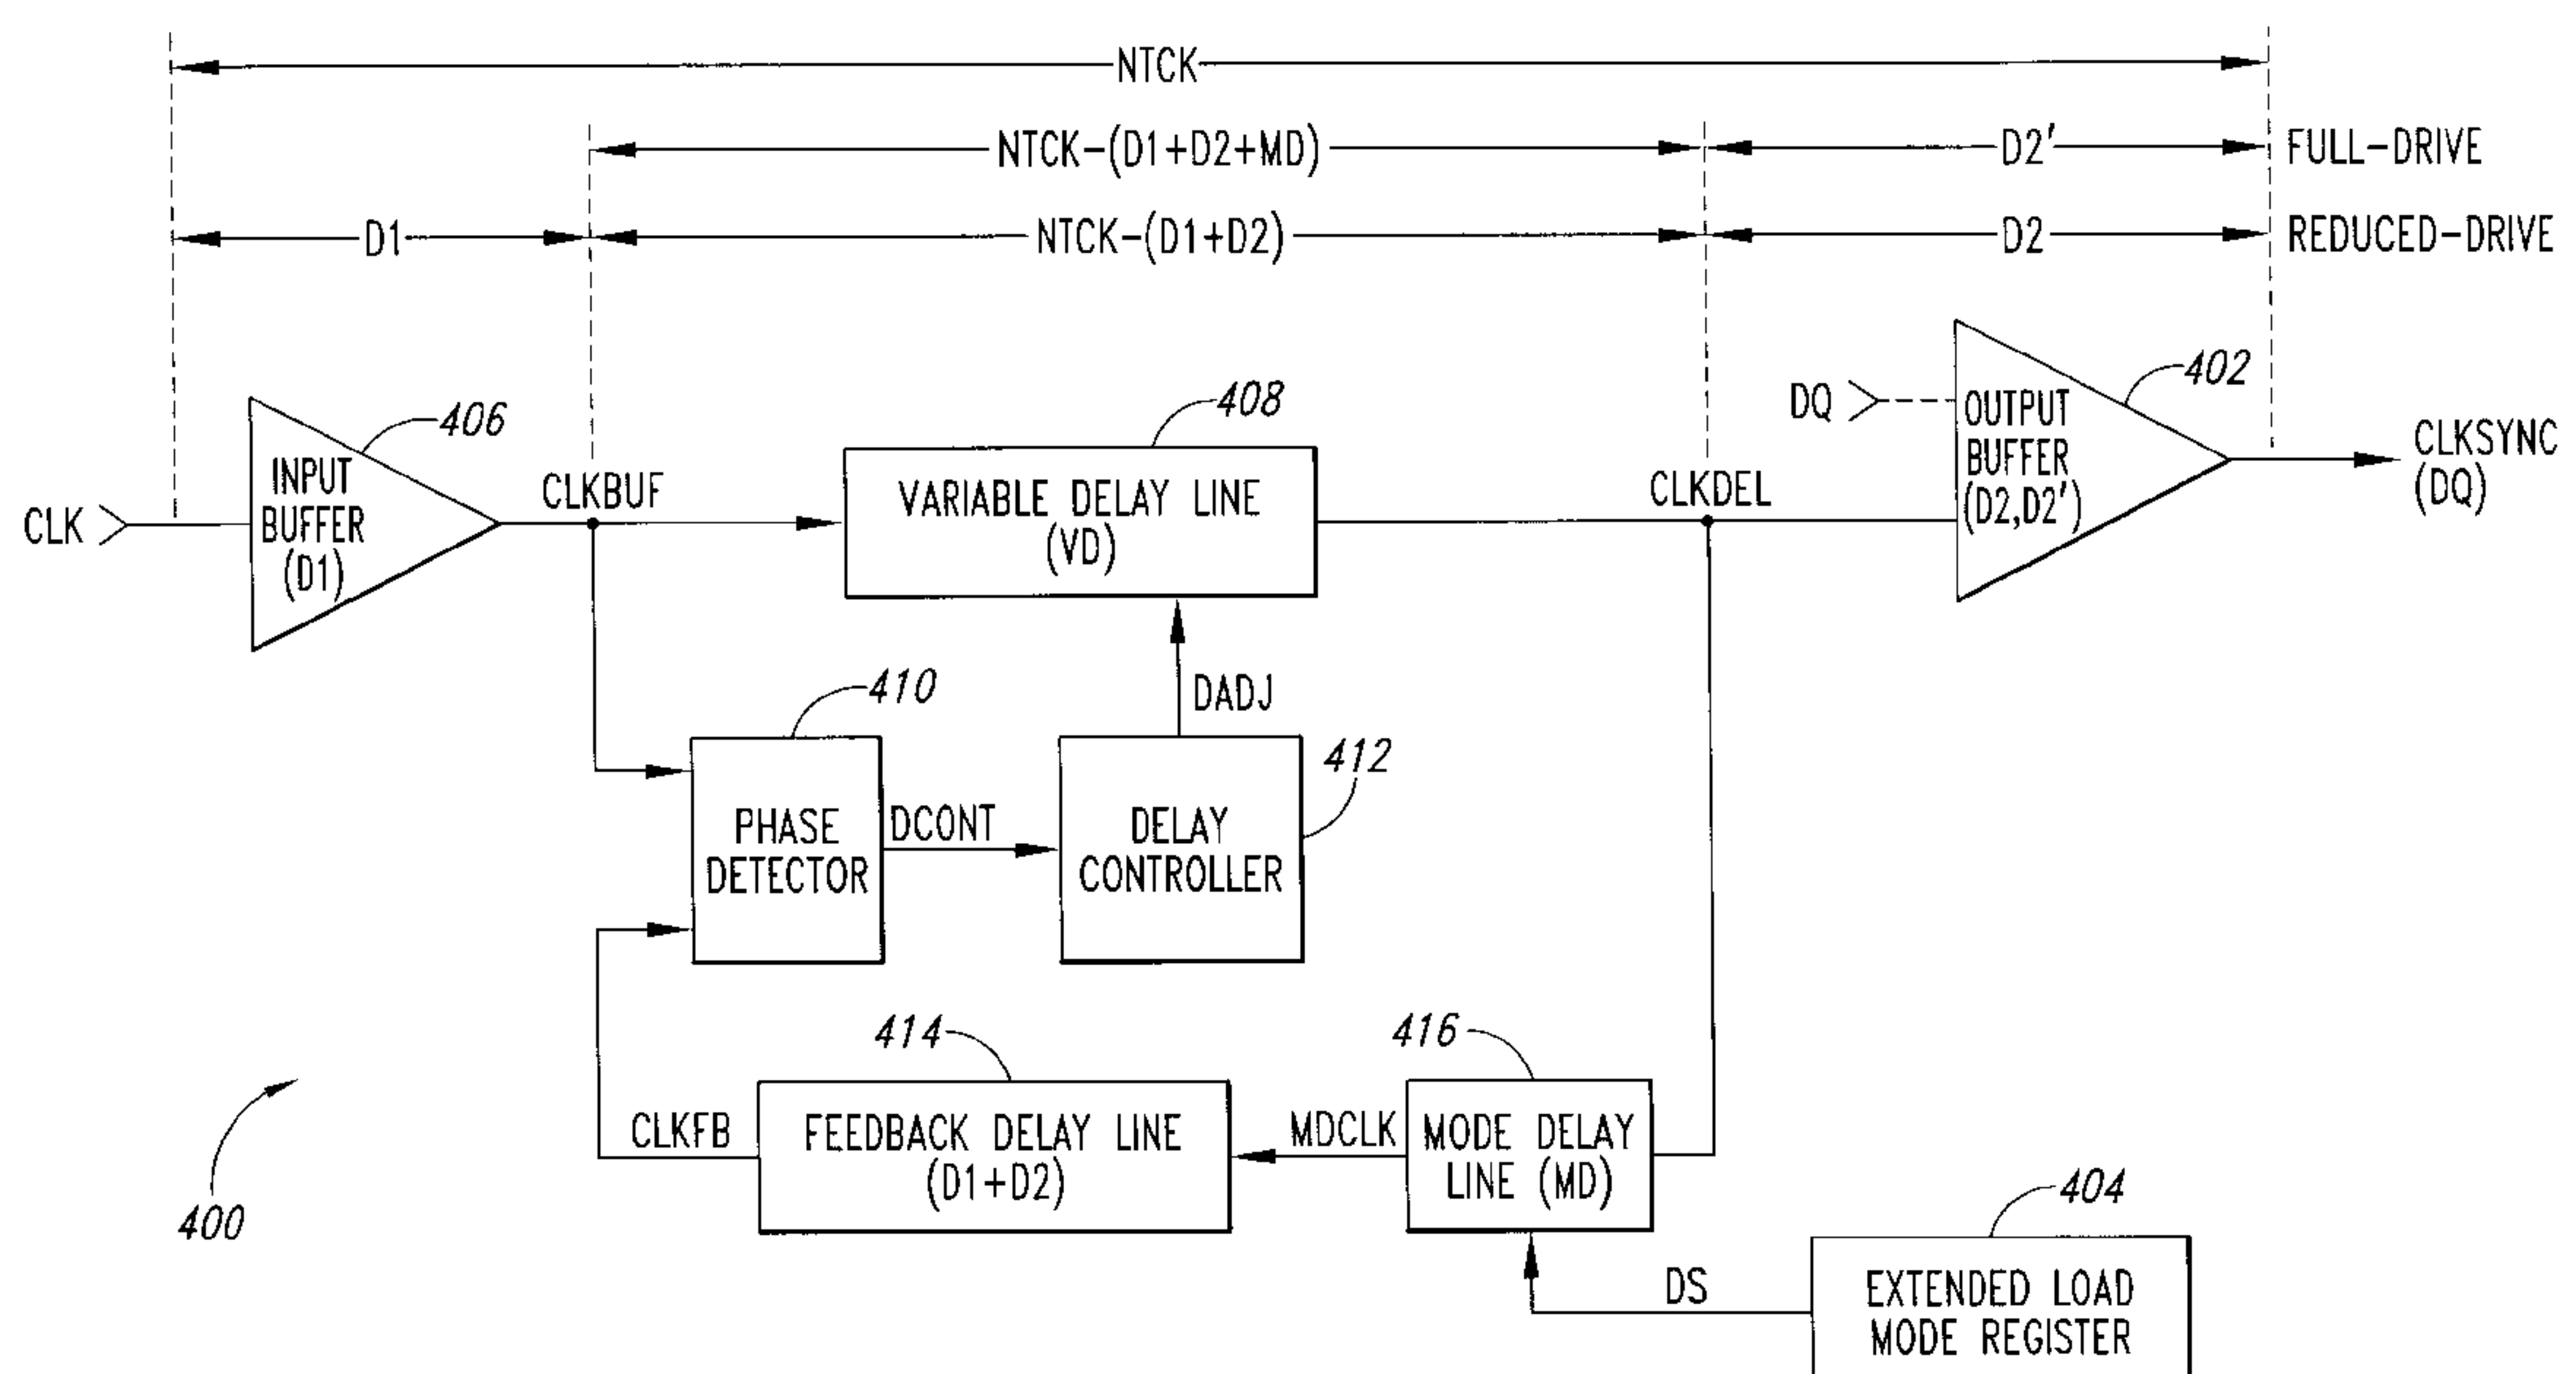 NTCK
NTCK-(D1+D2+MD)
D2'
FULL-DRIVE
D1
NTCK-(D1+D2)
D2
REDUCED-DRIVE
406
408
402
DQ
CLK
INPUT
BUFFER
(D1)
CLKBUF
VARIABLE DELAY LINE
(VD)
CLKDEL
OUTPUT
BUFFER
(D2,D2')
CLKSYNC
(DQ)
410
DADJ
412
PHASE
DETECTOR
DCONT
DELAY
CONTROLLER
414
416
CLKFB
FEEDBACK DELAY LINE
(D1+D2)
MDCLK
MODE DELAY
LINE (MD)
400
404
DS
EXTENDED LOAD
MODE REGISTER